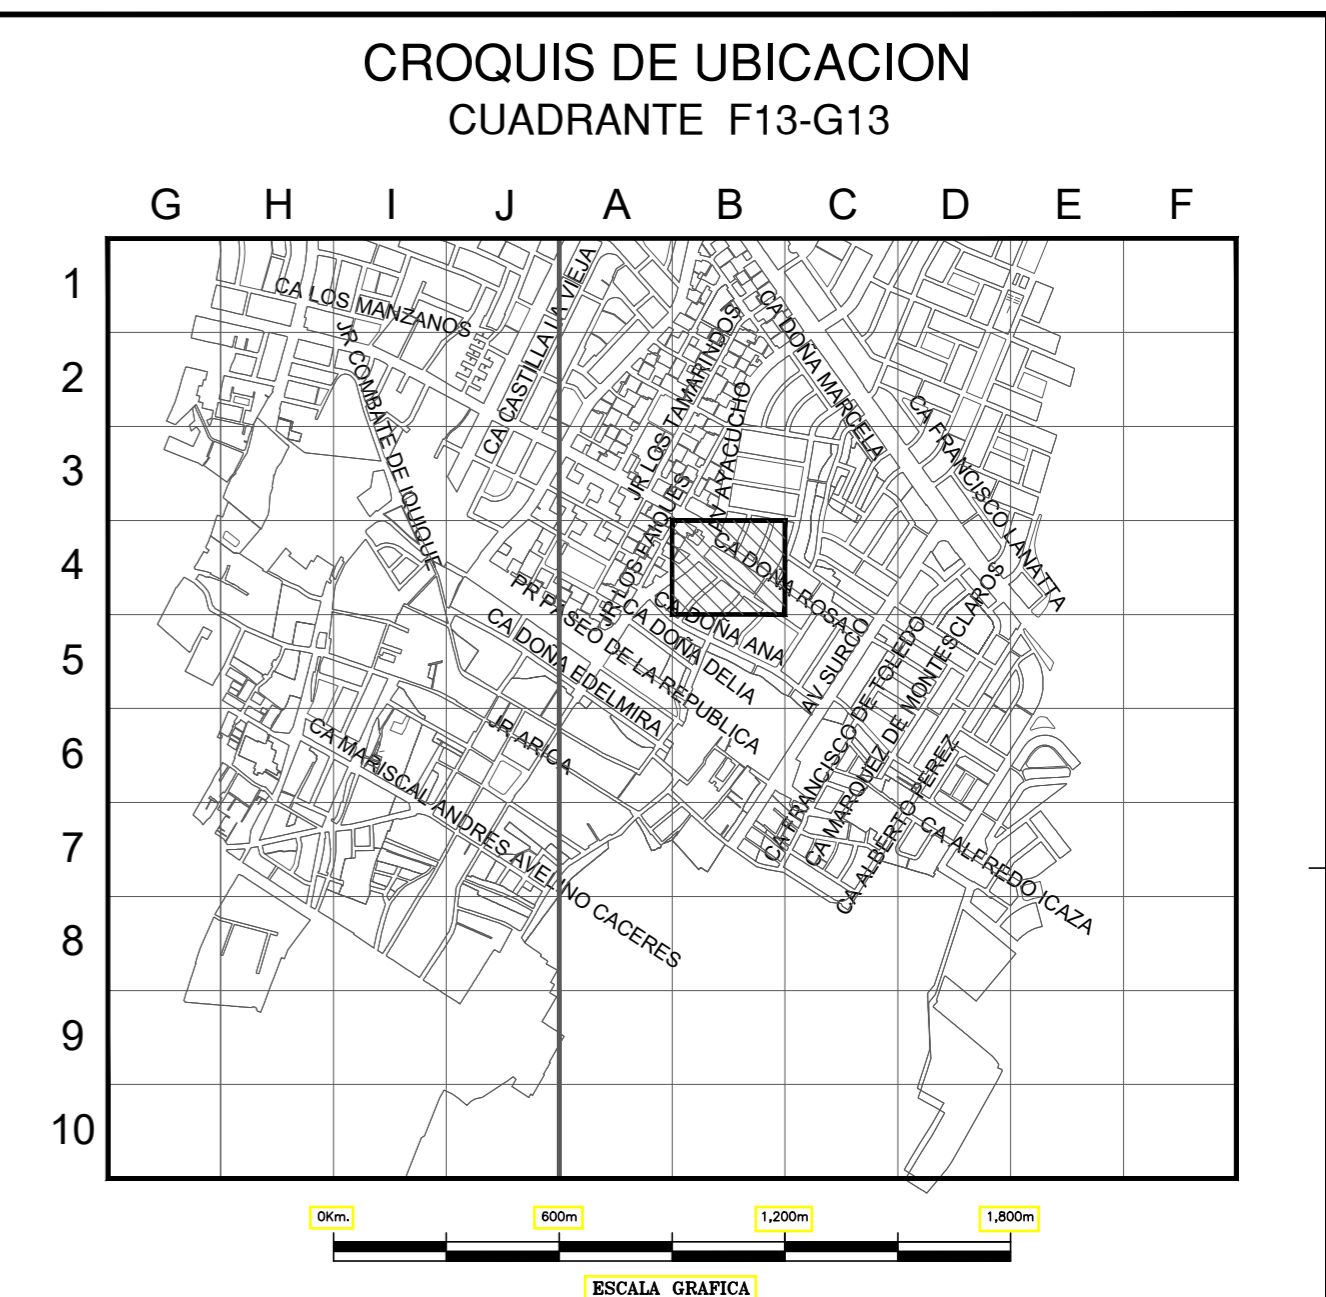 CROQUIS DE UBICACION
CUADRANTE F13-G13
G H I J A B C D E F
1
2
3
4
5
6
7
8
9
10
CA LOS MANZANOS
JR COMBATE DE IQUIQUE
CA CASTILLA LA VIEJA
JR LOS TAMARINDOS
CA DOÑA MARCELA
AV AYACUCHO
JR LOS FAIQUES
CA FRANCISCO LANATTA
CA DOÑA ROSA
PR PASEO DE LA REPUBLICA
CA DOÑA ANA
CA DOÑA DELIA
CA DOÑA EDELMIRA
AV SURCO
CA FRANCISCO DE TOLEDO
CA MARQUEZ DE MONTESCLAROS
JR ARICA
CA MARISCAL ANDRES AVELINO CACERES
CA ALBERTO PEREZ
CA ALFREDO ICAZA
0Km. 600m 1,200m 1,800m
ESCALA GRAFICA